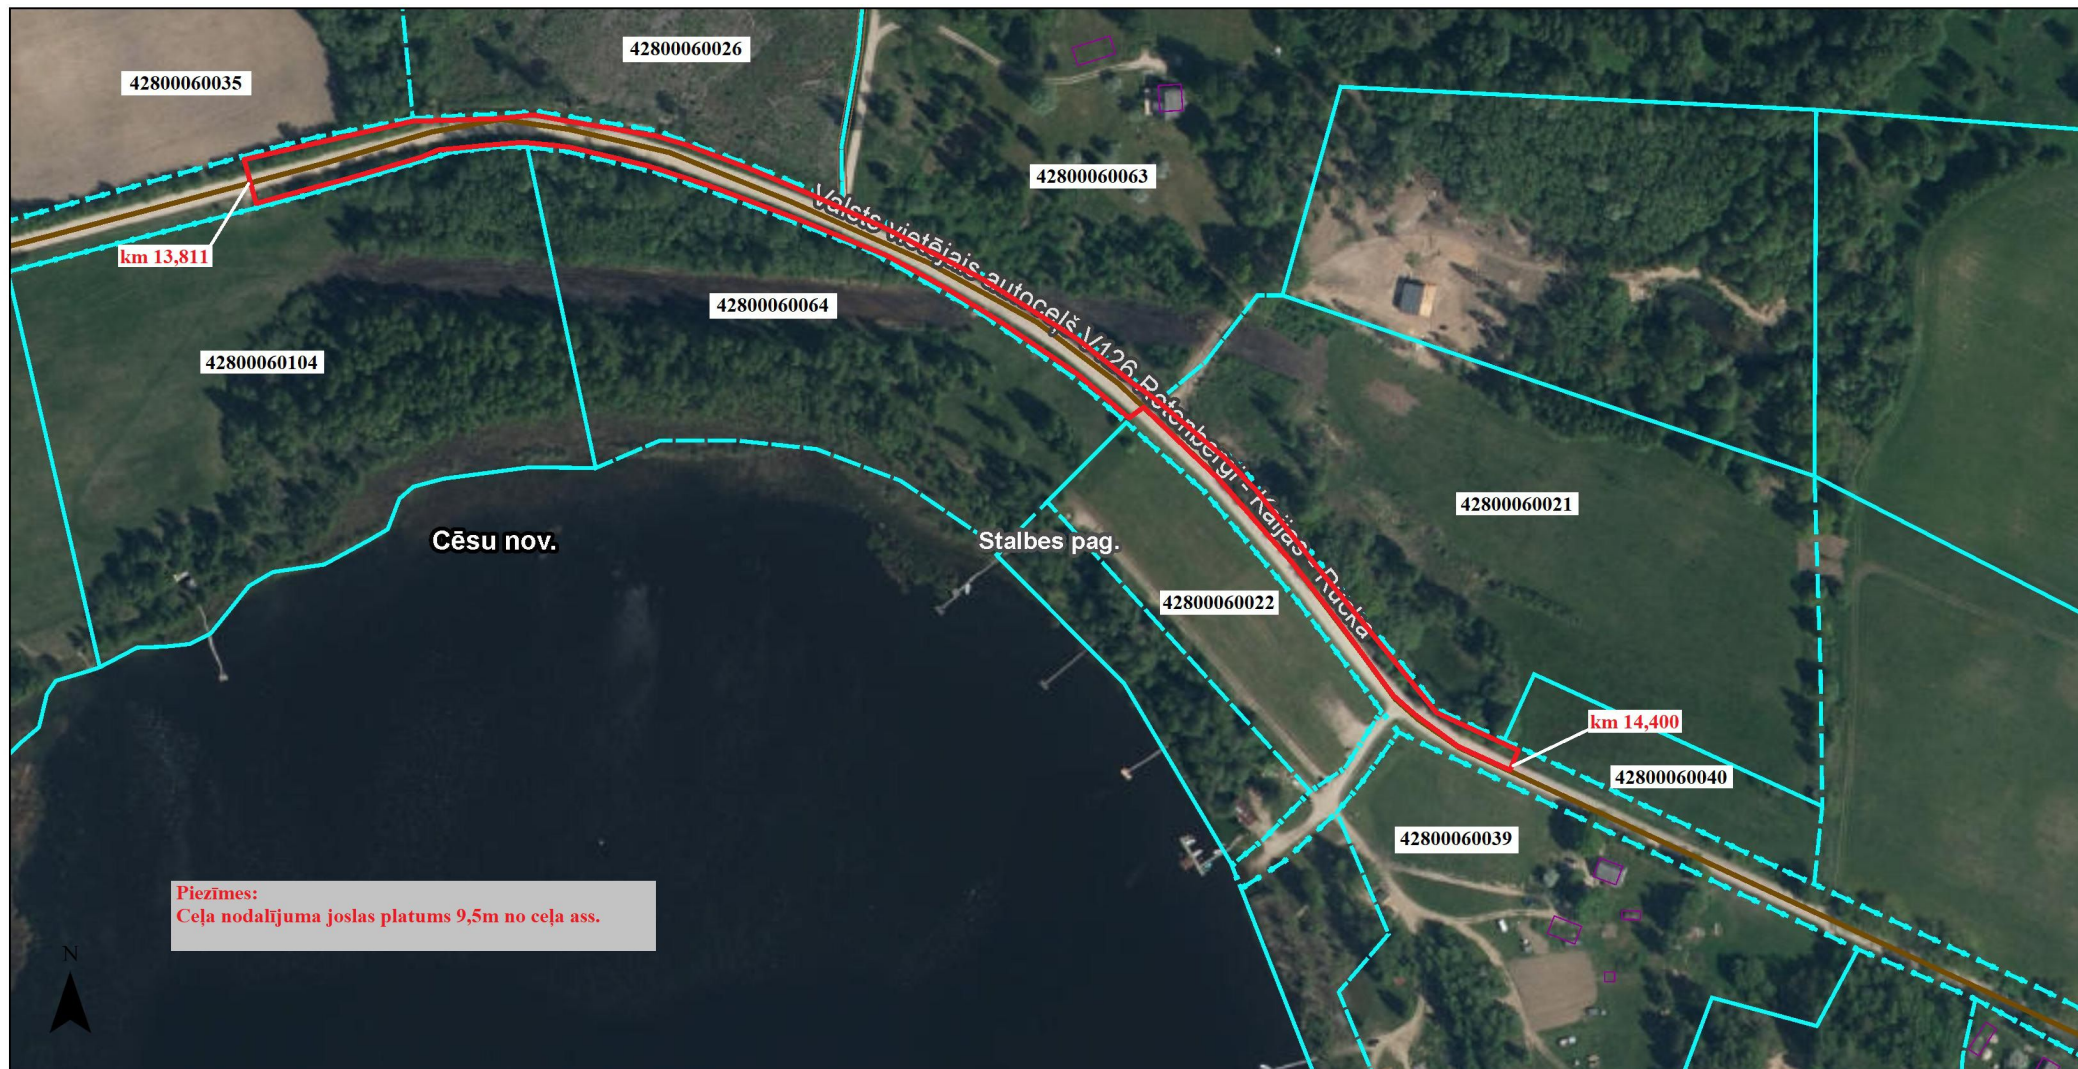 42800060026
42800060035
42800060063
km 13,811
Valsts vietējais autoceļš V126 Rotenbergi - Kaijas - Rūcka
42800060064
42800060104
42800060021
Cēsu nov.
Stalbes pag.
42800060022
km 14,400
42800060040
42800060039
Piezīmes:
Ceļa nodalījuma joslas platums 9,5m no ceļa ass.
N